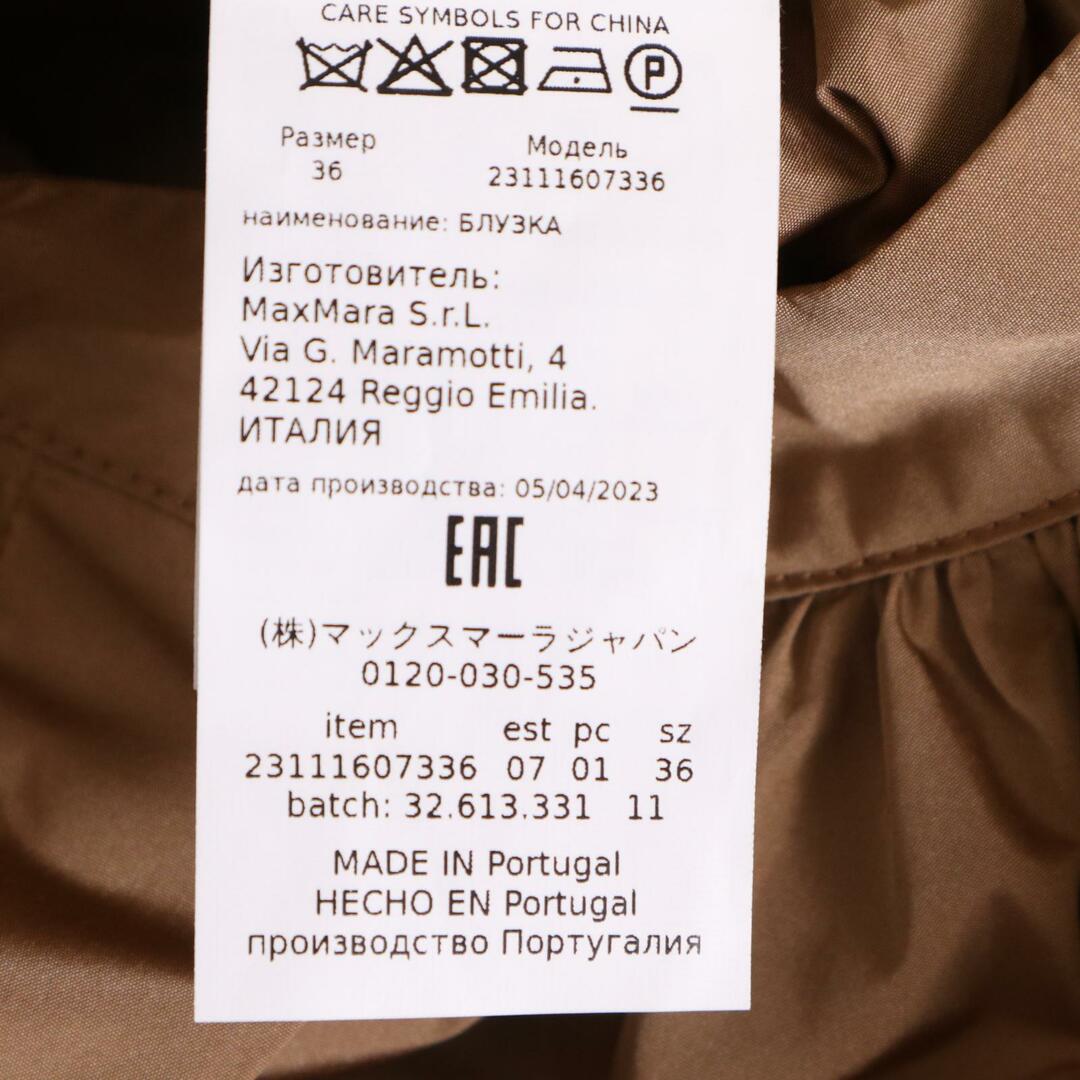 CARE SYMBOLS FOR CHINA
P
Размер Модель
36 23111607336
наименование: БЛУЗКА
Изготовитель:
MaxMara S.r.L.
Via G. Maramotti, 4
42124 Reggio Emilia.
ИТАЛИЯ
дата производства: 05/04/2023
EAC
(株)マックスマーラジャパン
0120-030-535
item est pc sz
23111607336 07 01 36
batch: 32.613.331 11
MADE IN Portugal
HECHO EN Portugal
производство Португалия